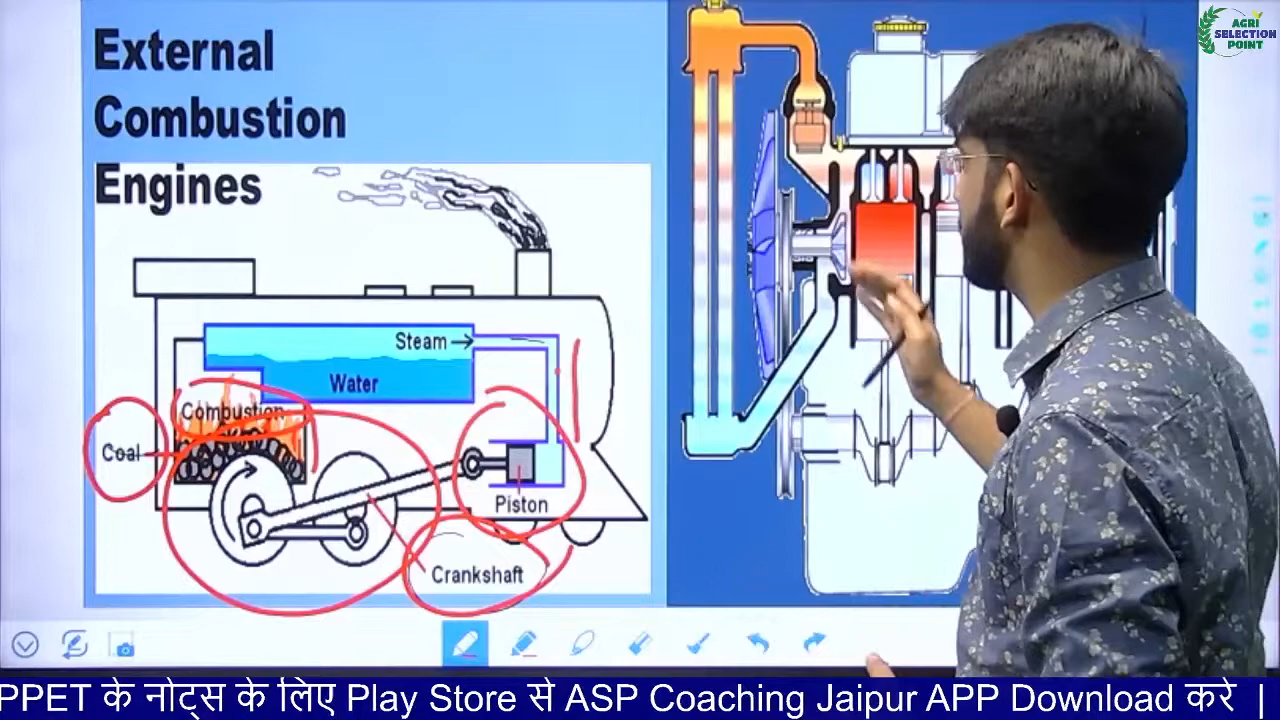 External
Combustion
Engines
AGRI
SELECTION
POINT
Steam
Water
Combustion
Coal
Piston
Crankshaft
PPET के नोट्स के लिए Play Store से ASP Coaching Jaipur APP Download करे |